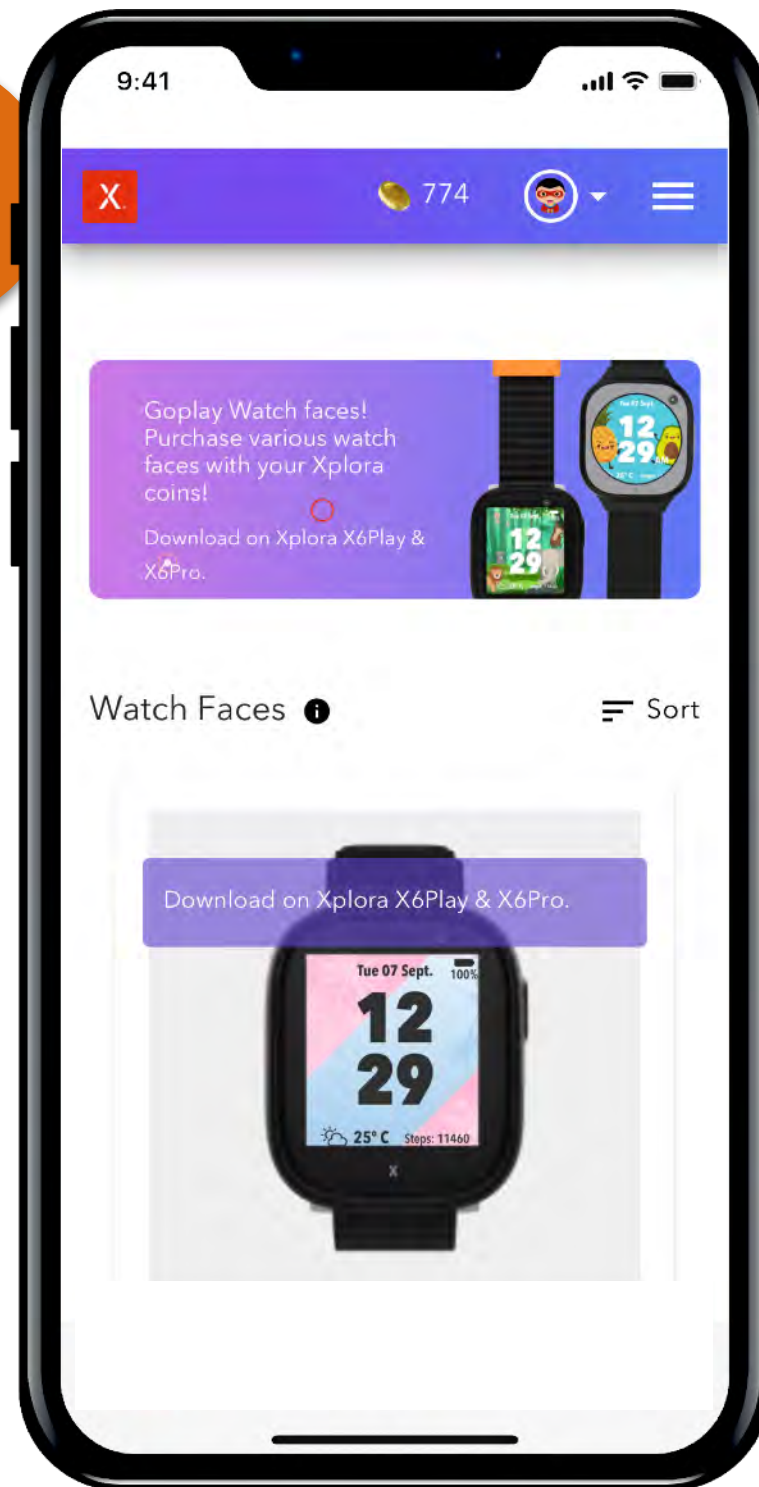 9:41
X
774
Goplay Watch faces!
Purchase various watch
faces with your Xplora
coins!
Download on Xplora X6Play &
X6Pro.
Tue 07 Sept.
12
29
12
29
Watch Faces
Sort
Download on Xplora X6Play & X6Pro.
Tue 07 Sept.
100%
12
29
25° C Steps: 11460
X